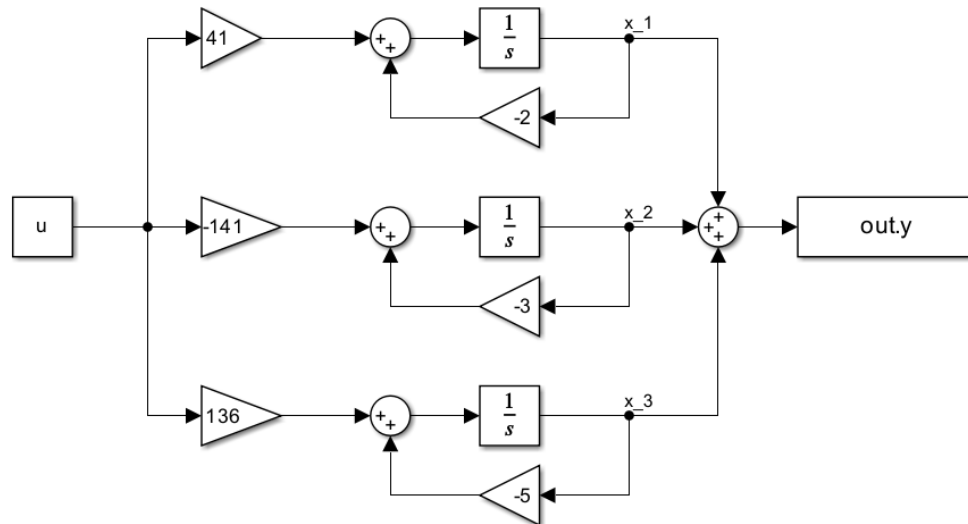 41
+
+
1
s
x_1
-2
u
-141
+
+
1
s
x_2
+
+
+
out.y
-3
136
+
+
1
s
x_3
-5